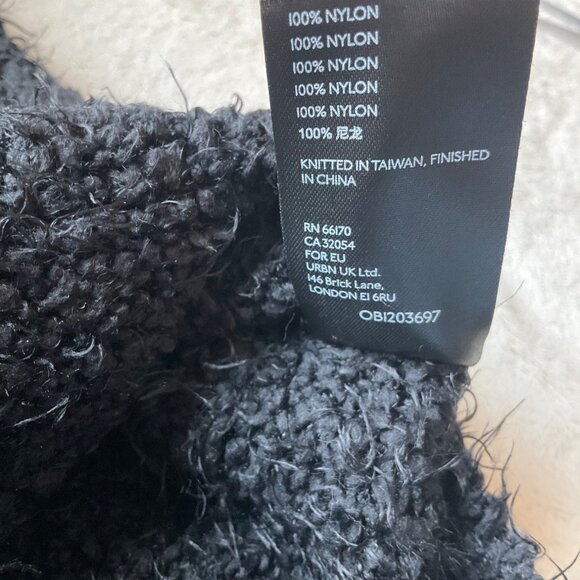 100% NYLON
100% NYLON
100% NYLON
100% NYLON
100% NYLON
100% 尼龙
KNITTED IN TAIWAN, FINISHED
IN CHINA
RN 66170
CA 32054
FOR EU
URBN UK Ltd.
146 Brick Lane,
LONDON E1 6RU
OB1203697